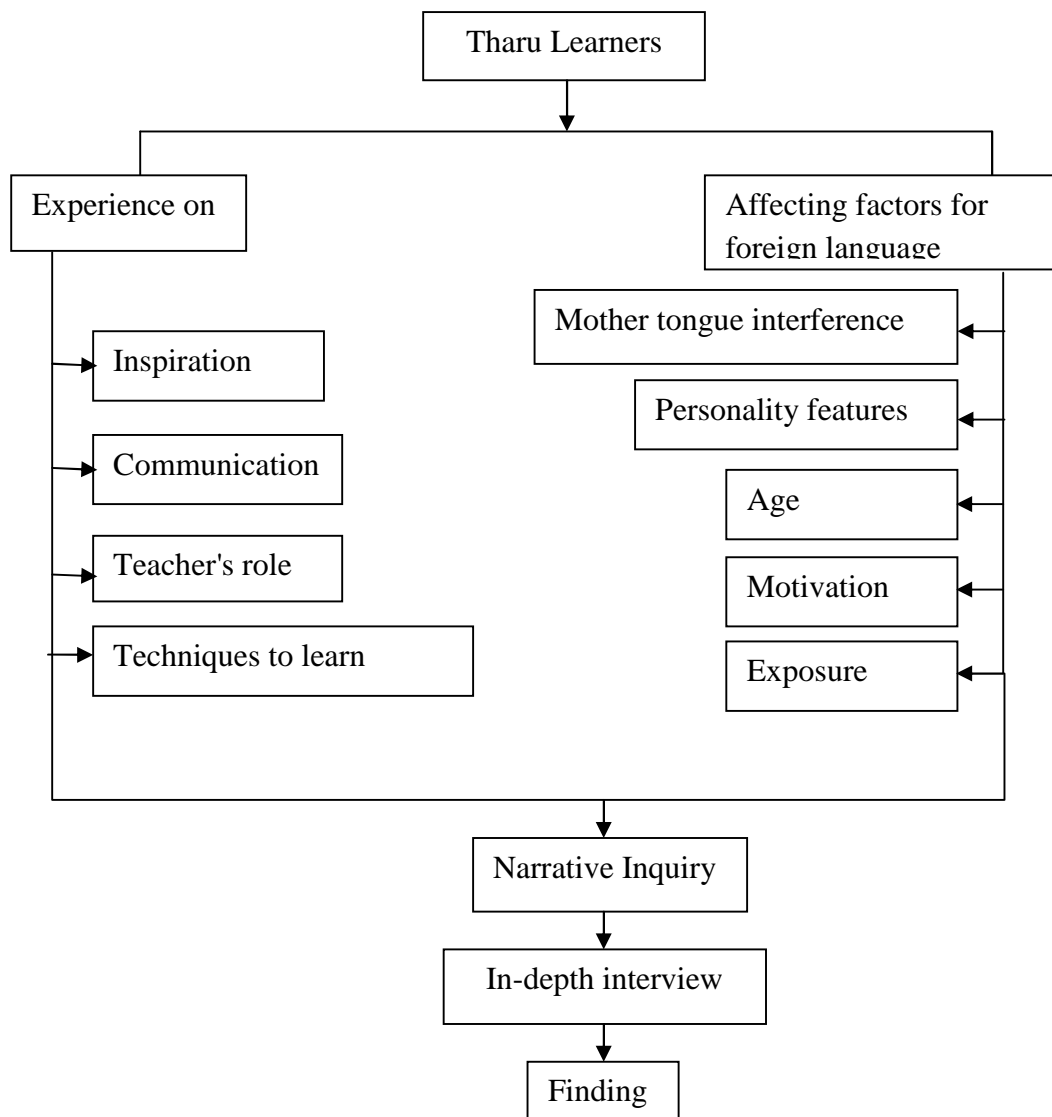 Tharu Learners
Experience on
Affecting factors for
foreign language
Mother tongue interference
Inspiration
Personality features
Communication
Age
Teacher's role
Motivation
Techniques to learn
Exposure
Narrative Inquiry
In-depth interview
Finding